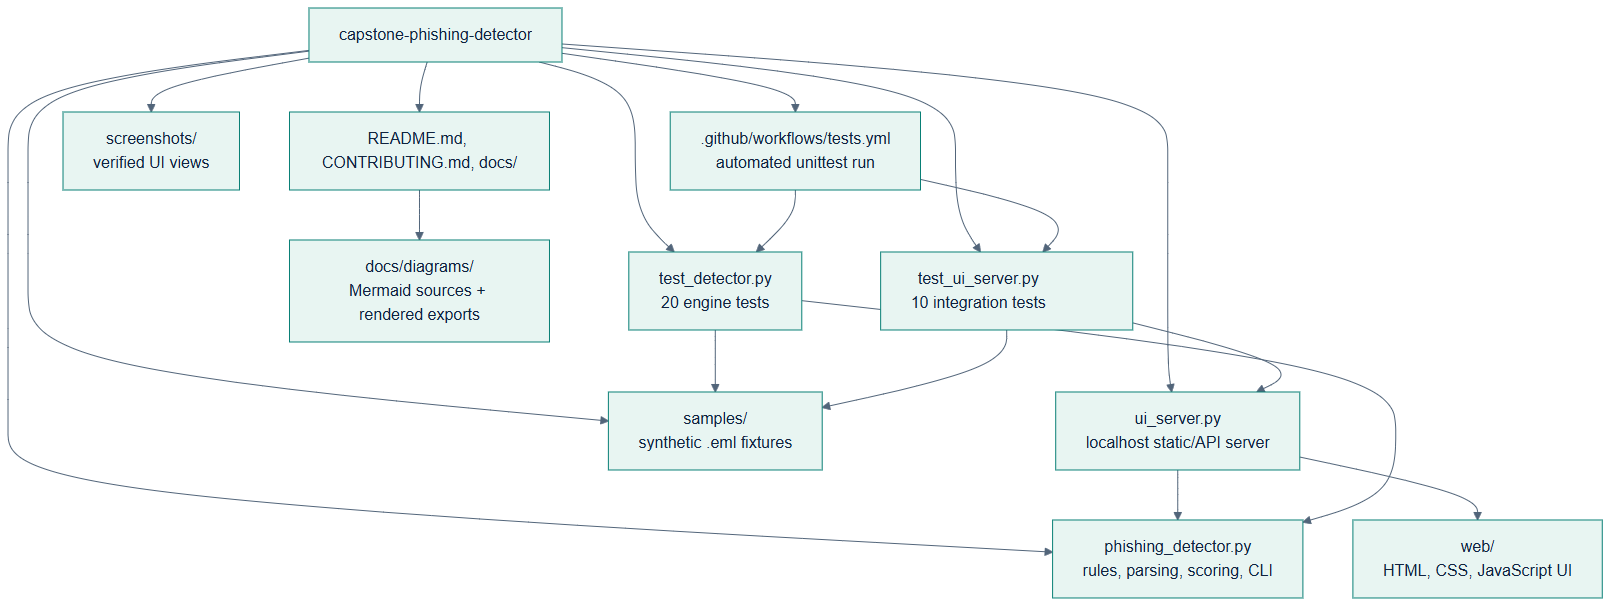 capstone-phishing-detector
screenshots/
verified UI views
README.md,
CONTRIBUTING.md, docs/
.github/workflows/tests.yml
automated unittest run
docs/diagrams/
Mermaid sources +
rendered exports
test_detector.py
20 engine tests
test_ui_server.py
10 integration tests
samples/
synthetic .eml fixtures
ui_server.py
localhost static/API server
phishing_detector.py
rules, parsing, scoring, CLI
web/
HTML, CSS, JavaScript UI